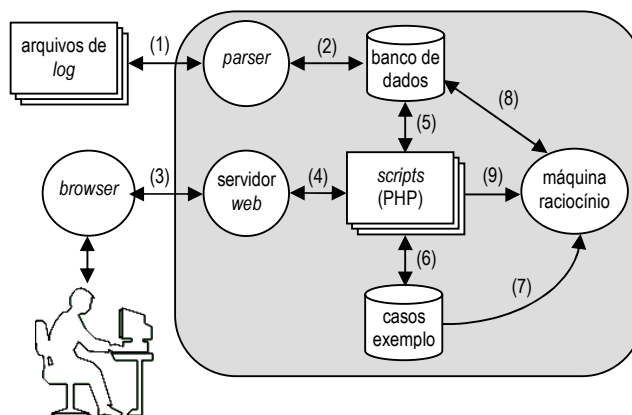 arquivos de
log
(1)
parser
(2)
banco de
dados
(8)
(5)
browser
(3)
servidor
web
(4)
scripts
(PHP)
(9)
máquina
raciocínio
(6)
(7)
casos
exemplo